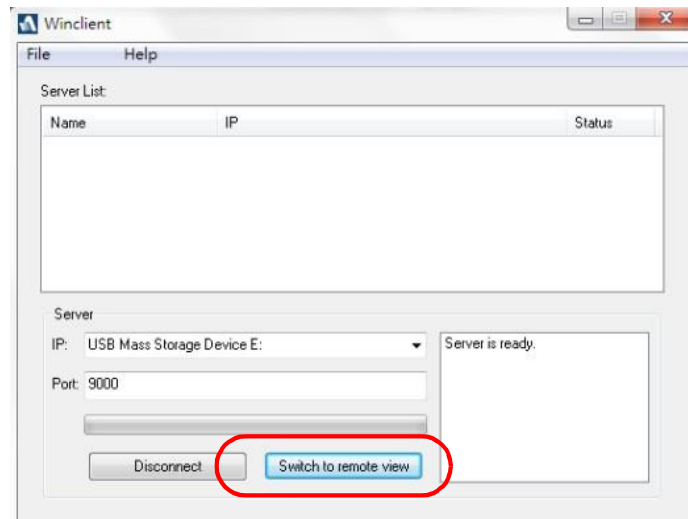 Winclient
File Help
Server List:
Name IP Status
Server
IP: USB Mass Storage Device E: Server is ready.
Port: 9000
Disconnect Switch to remote view